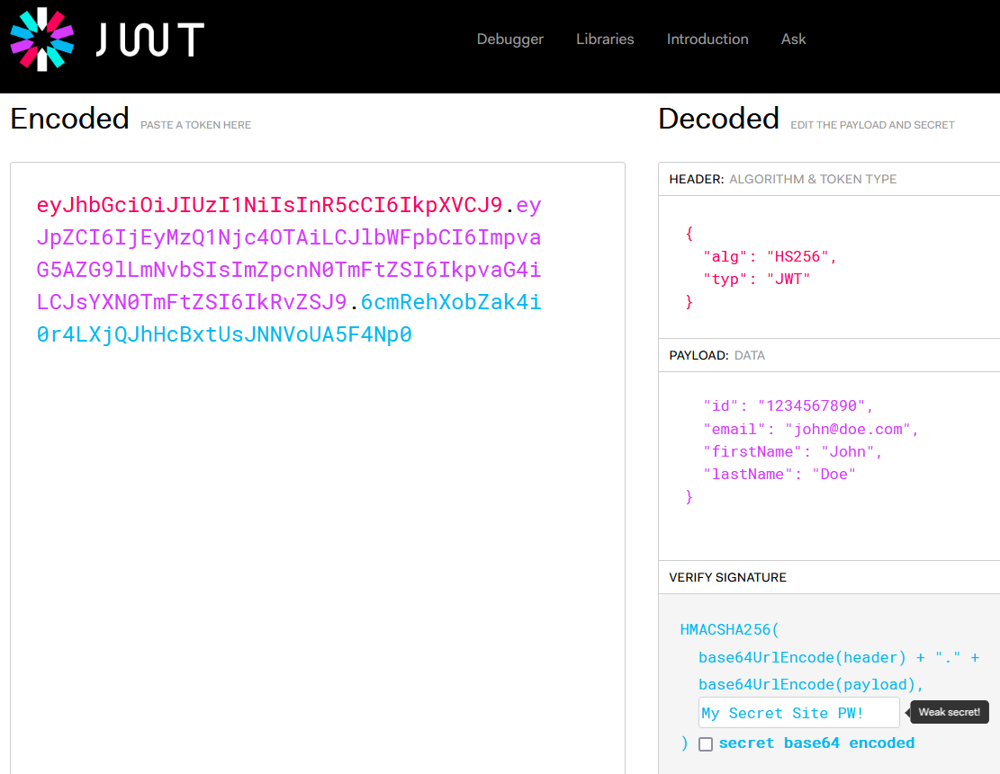 JWT
Debugger Libraries Introduction Ask
Encoded PASTE A TOKEN HERE
eyJhbGciOiJIUzI1NiIsInR5cCI6IkpXVCJ9.ey
JpZCI6IjEyMzQ1Njc4OTAiLCJlbWFpbCI6Impva
G5AZG9lLmNvbSIsImZpcnN0TmFtZSI6IkpvaG4i
LCJsYXN0TmFtZSI6IkRvZSJ9.6cmRehXobZak4i
0r4LXjQJhHcBxtUsJNNVoUA5F4Np0
Decoded EDIT THE PAYLOAD AND SECRET
HEADER: ALGORITHM & TOKEN TYPE
{
"alg": "HS256",
"typ": "JWT"
}
PAYLOAD: DATA
"id": "1234567890",
"email": "john@doe.com",
"firstName": "John",
"lastName": "Doe"
}
VERIFY SIGNATURE
HMACSHA256(
base64UrlEncode(header) + "." +
base64UrlEncode(payload),
My Secret Site PW! Weak secret!
) secret base64 encoded